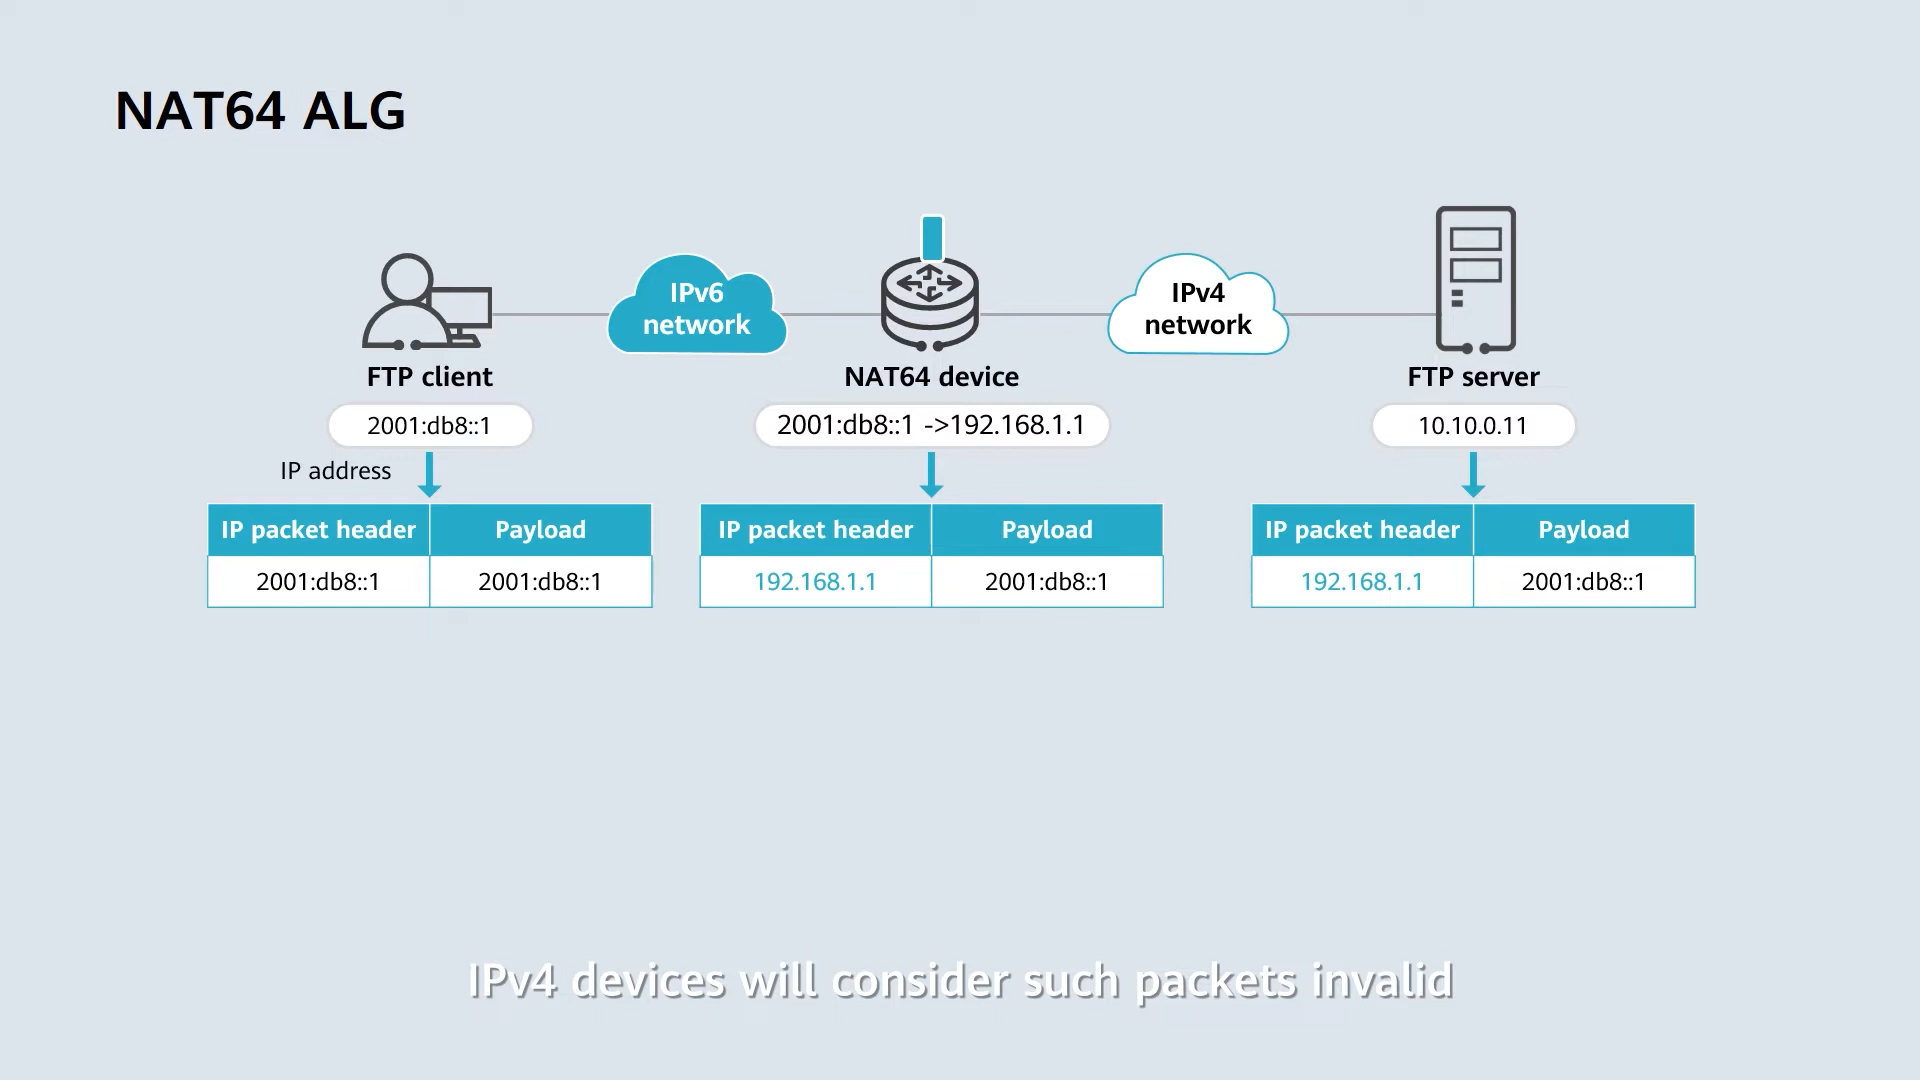 NAT64 ALG
IPv6
network
IPv4
network
FTP client
NAT64 device
FTP server
2001:db8::1
2001:db8::1 ->192.168.1.1
10.10.0.11
IP address
IP packet header Payload
2001:db8::1 2001:db8::1
IP packet header Payload
192.168.1.1 2001:db8::1
IP packet header Payload
192.168.1.1 2001:db8::1
IPv4 devices will consider such packets invalid